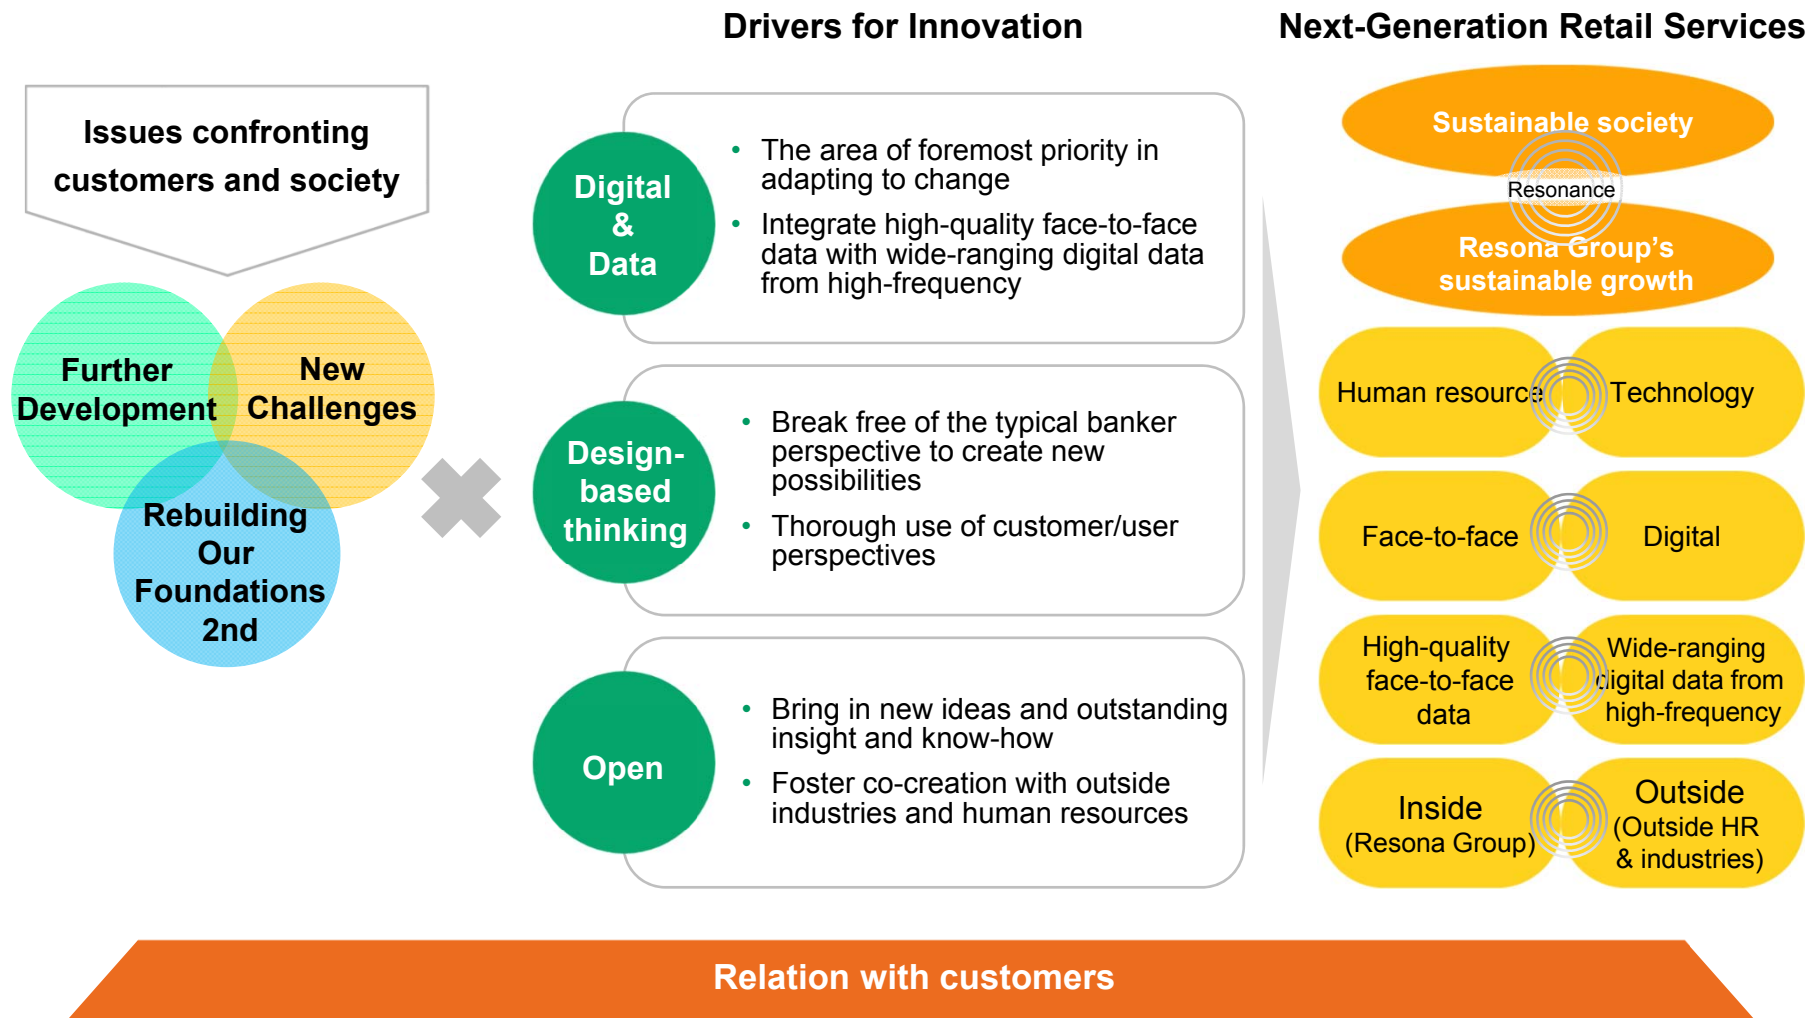 Drivers for Innovation
Next-Generation Retail Services
Issues confronting
customers and society
Further
Development
New
Challenges
Rebuilding
Our
Foundations
2nd
Digital
&
Data
• The area of foremost priority in
adapting to change
• Integrate high-quality face-to-face
data with wide-ranging digital data
from high-frequency
Design-
based
thinking
• Break free of the typical banker
perspective to create new
possibilities
• Thorough use of customer/user
perspectives
Open
• Bring in new ideas and outstanding
insight and know-how
• Foster co-creation with outside
industries and human resources
Sustainable society
Resonance
Resona Group’s
sustainable growth
Human resource
Technology
Face-to-face
Digital
High-quality
face-to-face
data
Wide-ranging
digital data from
high-frequency
Inside
(Resona Group)
Outside
(Outside HR
& industries)
Relation with customers